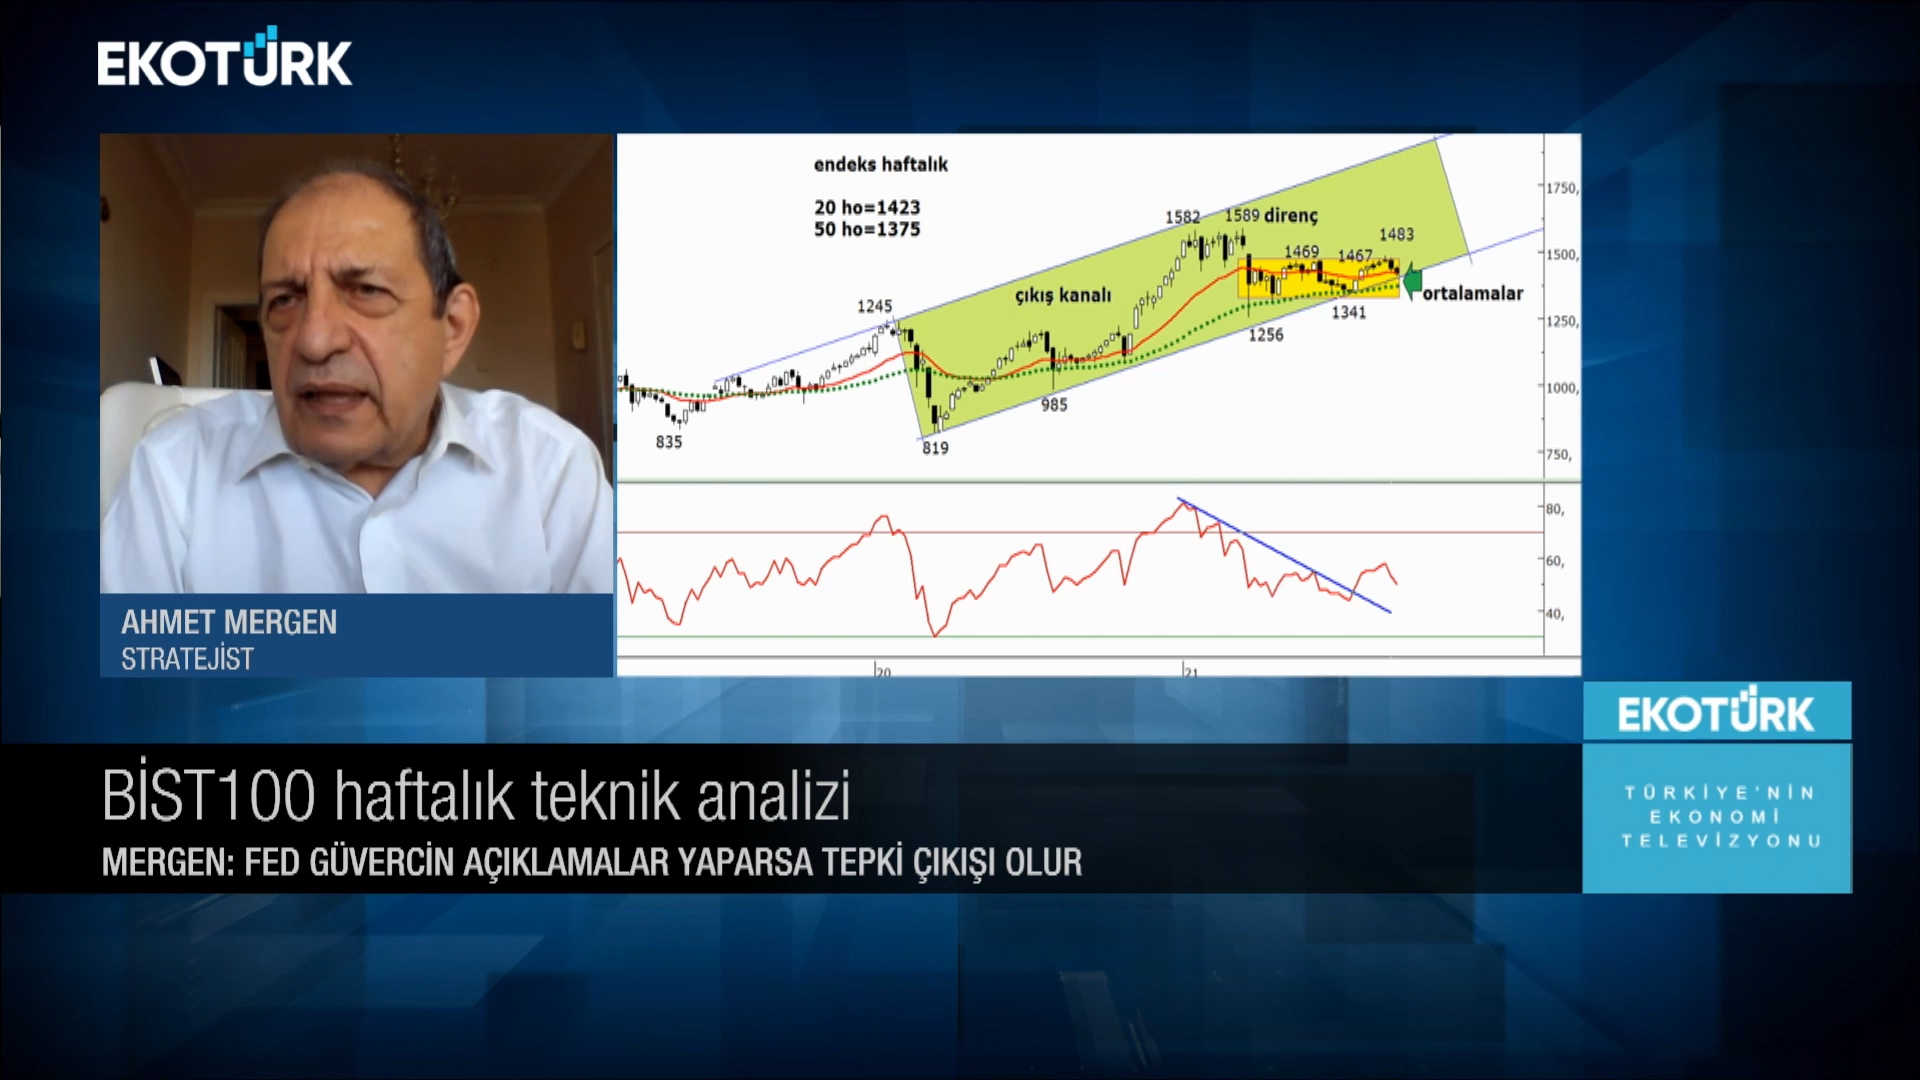 EKOTÜRK
endeks haftalık
20 ho=1423
50 ho=1375
1582
1589 direnç
1483
1469
1467
çıkış kanalı
ortalamalar
1245
1341
1256
985
835
819
1750,
1500,
1250,
1000,
750,
80,
60,
40,
20
21
AHMET MERGEN
STRATEJİST
EKOTÜRK
BİST100 haftalık teknik analizi
MERGEN: FED GÜVERCİN AÇIKLAMALAR YAPARSA TEPKİ ÇIKIŞI OLUR
TÜRKİYE'NİN
EKONOMİ
TELEVİZYONU